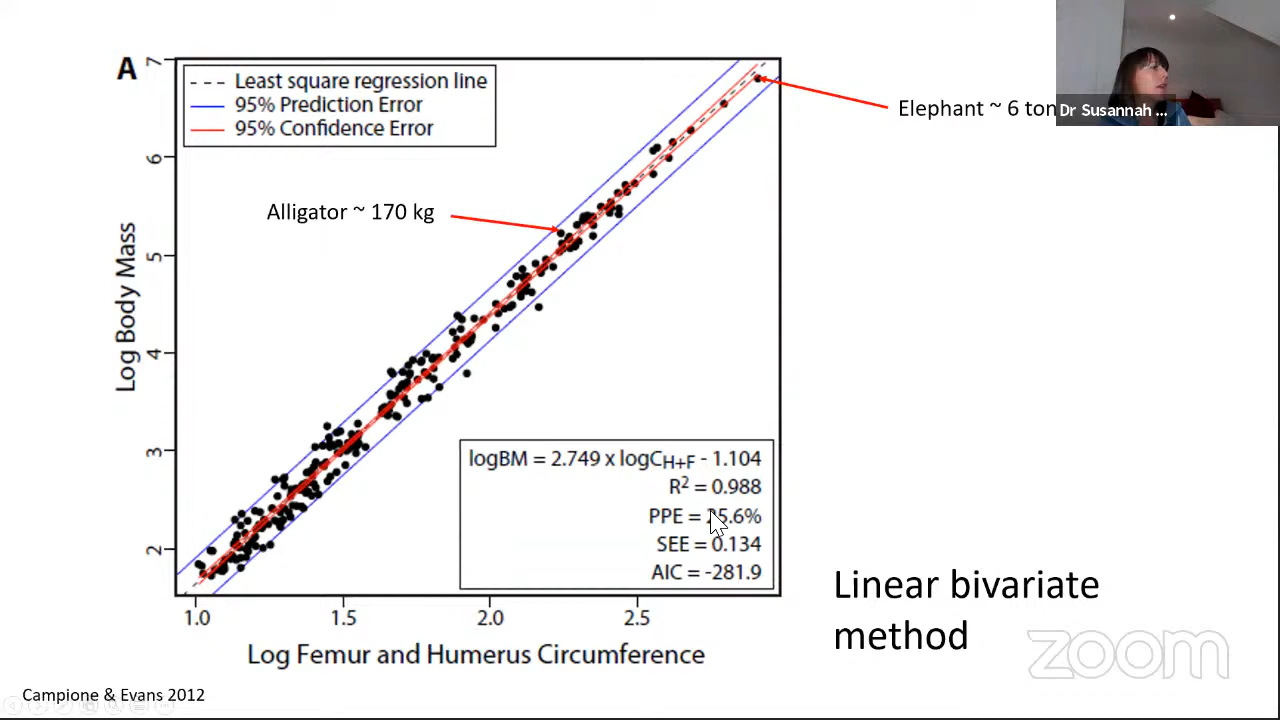 A
Least square regression line
95% Prediction Error
95% Confidence Error
7
6
5
4
3
2
Log Body Mass
Alligator ~ 170 kg
Elephant ~ 6
Dr Susannah ...
logBM = 2.749 x logCH+F - 1.104
R2 = 0.988
PPE =
SEE = 0.134
AIC = -281.9
1.0
1.5
2.0
2.5
Log Femur and Humerus Circumference
Linear bivariate
method
zoom
Campione & Evans 2012